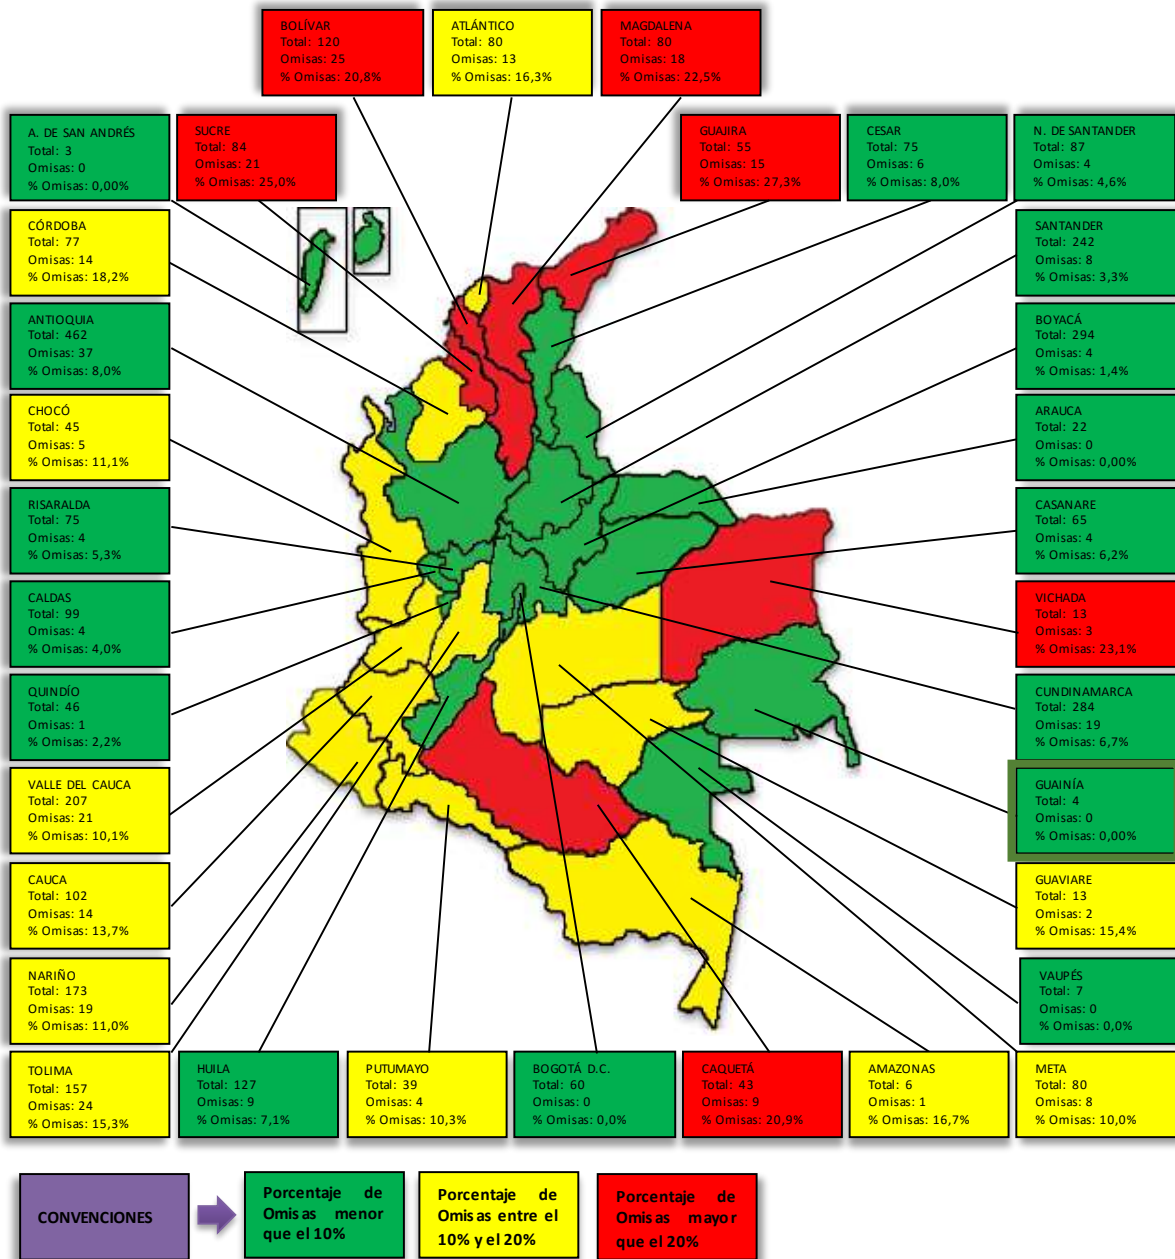 BOLÍVAR
Total: 120
Omisas: 25
% Omisas: 20,8%
ATLÁNTICO
Total: 80
Omisas: 13
% Omisas: 16,3%
MAGDALENA
Total: 80
Omisas: 18
% Omisas: 22,5%
A. DE SAN ANDRÉS
Total: 3
Omisas: 0
% Omisas: 0,00%
SUCRE
Total: 84
Omisas: 21
% Omisas: 25,0%
GUAJIRA
Total: 55
Omisas: 15
% Omisas: 27,3%
CESAR
Total: 75
Omisas: 6
% Omisas: 8,0%
N. DE SANTANDER
Total: 87
Omisas: 4
% Omisas: 4,6%
CÓRDOBA
Total: 77
Omisas: 14
% Omisas: 18,2%
SANTANDER
Total: 242
Omisas: 8
% Omisas: 3,3%
ANTIOQUIA
Total: 462
Omisas: 37
% Omisas: 8,0%
BOYACÁ
Total: 294
Omisas: 4
% Omisas: 1,4%
CHOCÓ
Total: 45
Omisas: 5
% Omisas: 11,1%
ARAUCA
Total: 22
Omisas: 0
% Omisas: 0,00%
RISARALDA
Total: 75
Omisas: 4
% Omisas: 5,3%
CASANARE
Total: 65
Omisas: 4
% Omisas: 6,2%
CALDAS
Total: 99
Omisas: 4
% Omisas: 4,0%
VICHADA
Total: 13
Omisas: 3
% Omisas: 23,1%
QUINDÍO
Total: 46
Omisas: 1
% Omisas: 2,2%
CUNDINAMARCA
Total: 284
Omisas: 19
% Omisas: 6,7%
VALLE DEL CAUCA
Total: 207
Omisas: 21
% Omisas: 10,1%
GUAINÍA
Total: 4
Omisas: 0
% Omisas: 0,00%
CAUCA
Total: 102
Omisas: 14
% Omisas: 13,7%
GUAVIARE
Total: 13
Omisas: 2
% Omisas: 15,4%
NARIÑO
Total: 173
Omisas: 19
% Omisas: 11,0%
VAUPÉS
Total: 7
Omisas: 0
% Omisas: 0,0%
TOLIMA
Total: 157
Omisas: 24
% Omisas: 15,3%
HUILA
Total: 127
Omisas: 9
% Omisas: 7,1%
PUTUMAYO
Total: 39
Omisas: 4
% Omisas: 10,3%
BOGOTÁ D.C.
Total: 60
Omisas: 0
% Omisas: 0,0%
CAQUETÁ
Total: 43
Omisas: 9
% Omisas: 20,9%
AMAZONAS
Total: 6
Omisas: 1
% Omisas: 16,7%
META
Total: 80
Omisas: 8
% Omisas: 10,0%
CONVENCIONES
Porcentaje de
Omisas menor
que el 10%
Porcentaje de
Omisas entre el
10% y el 20%
Porcentaje de
Omisas mayor
que el 20%